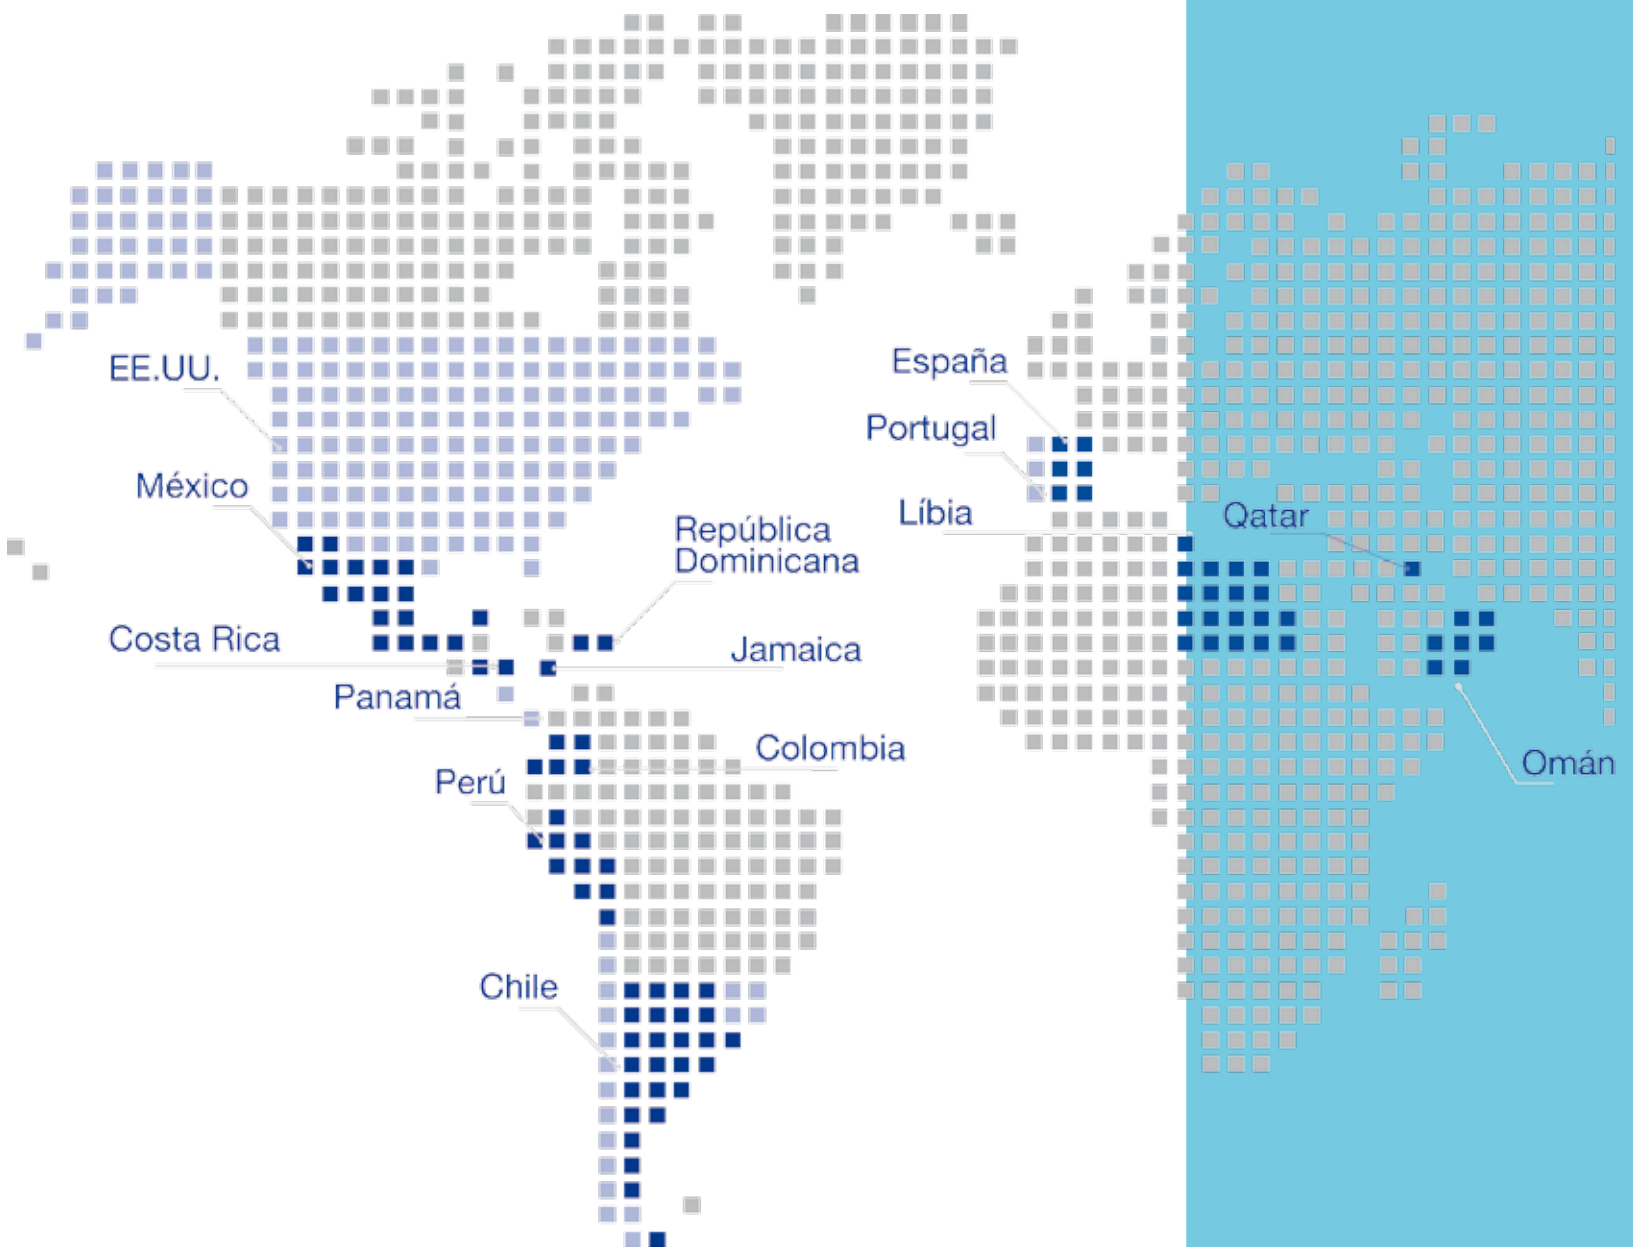 EE.UU.
España
Portugal
México
Líbia
Qatar
República
Dominicana
Costa Rica
Jamaica
Panamá
Colombia
Perú
Omán
Chile